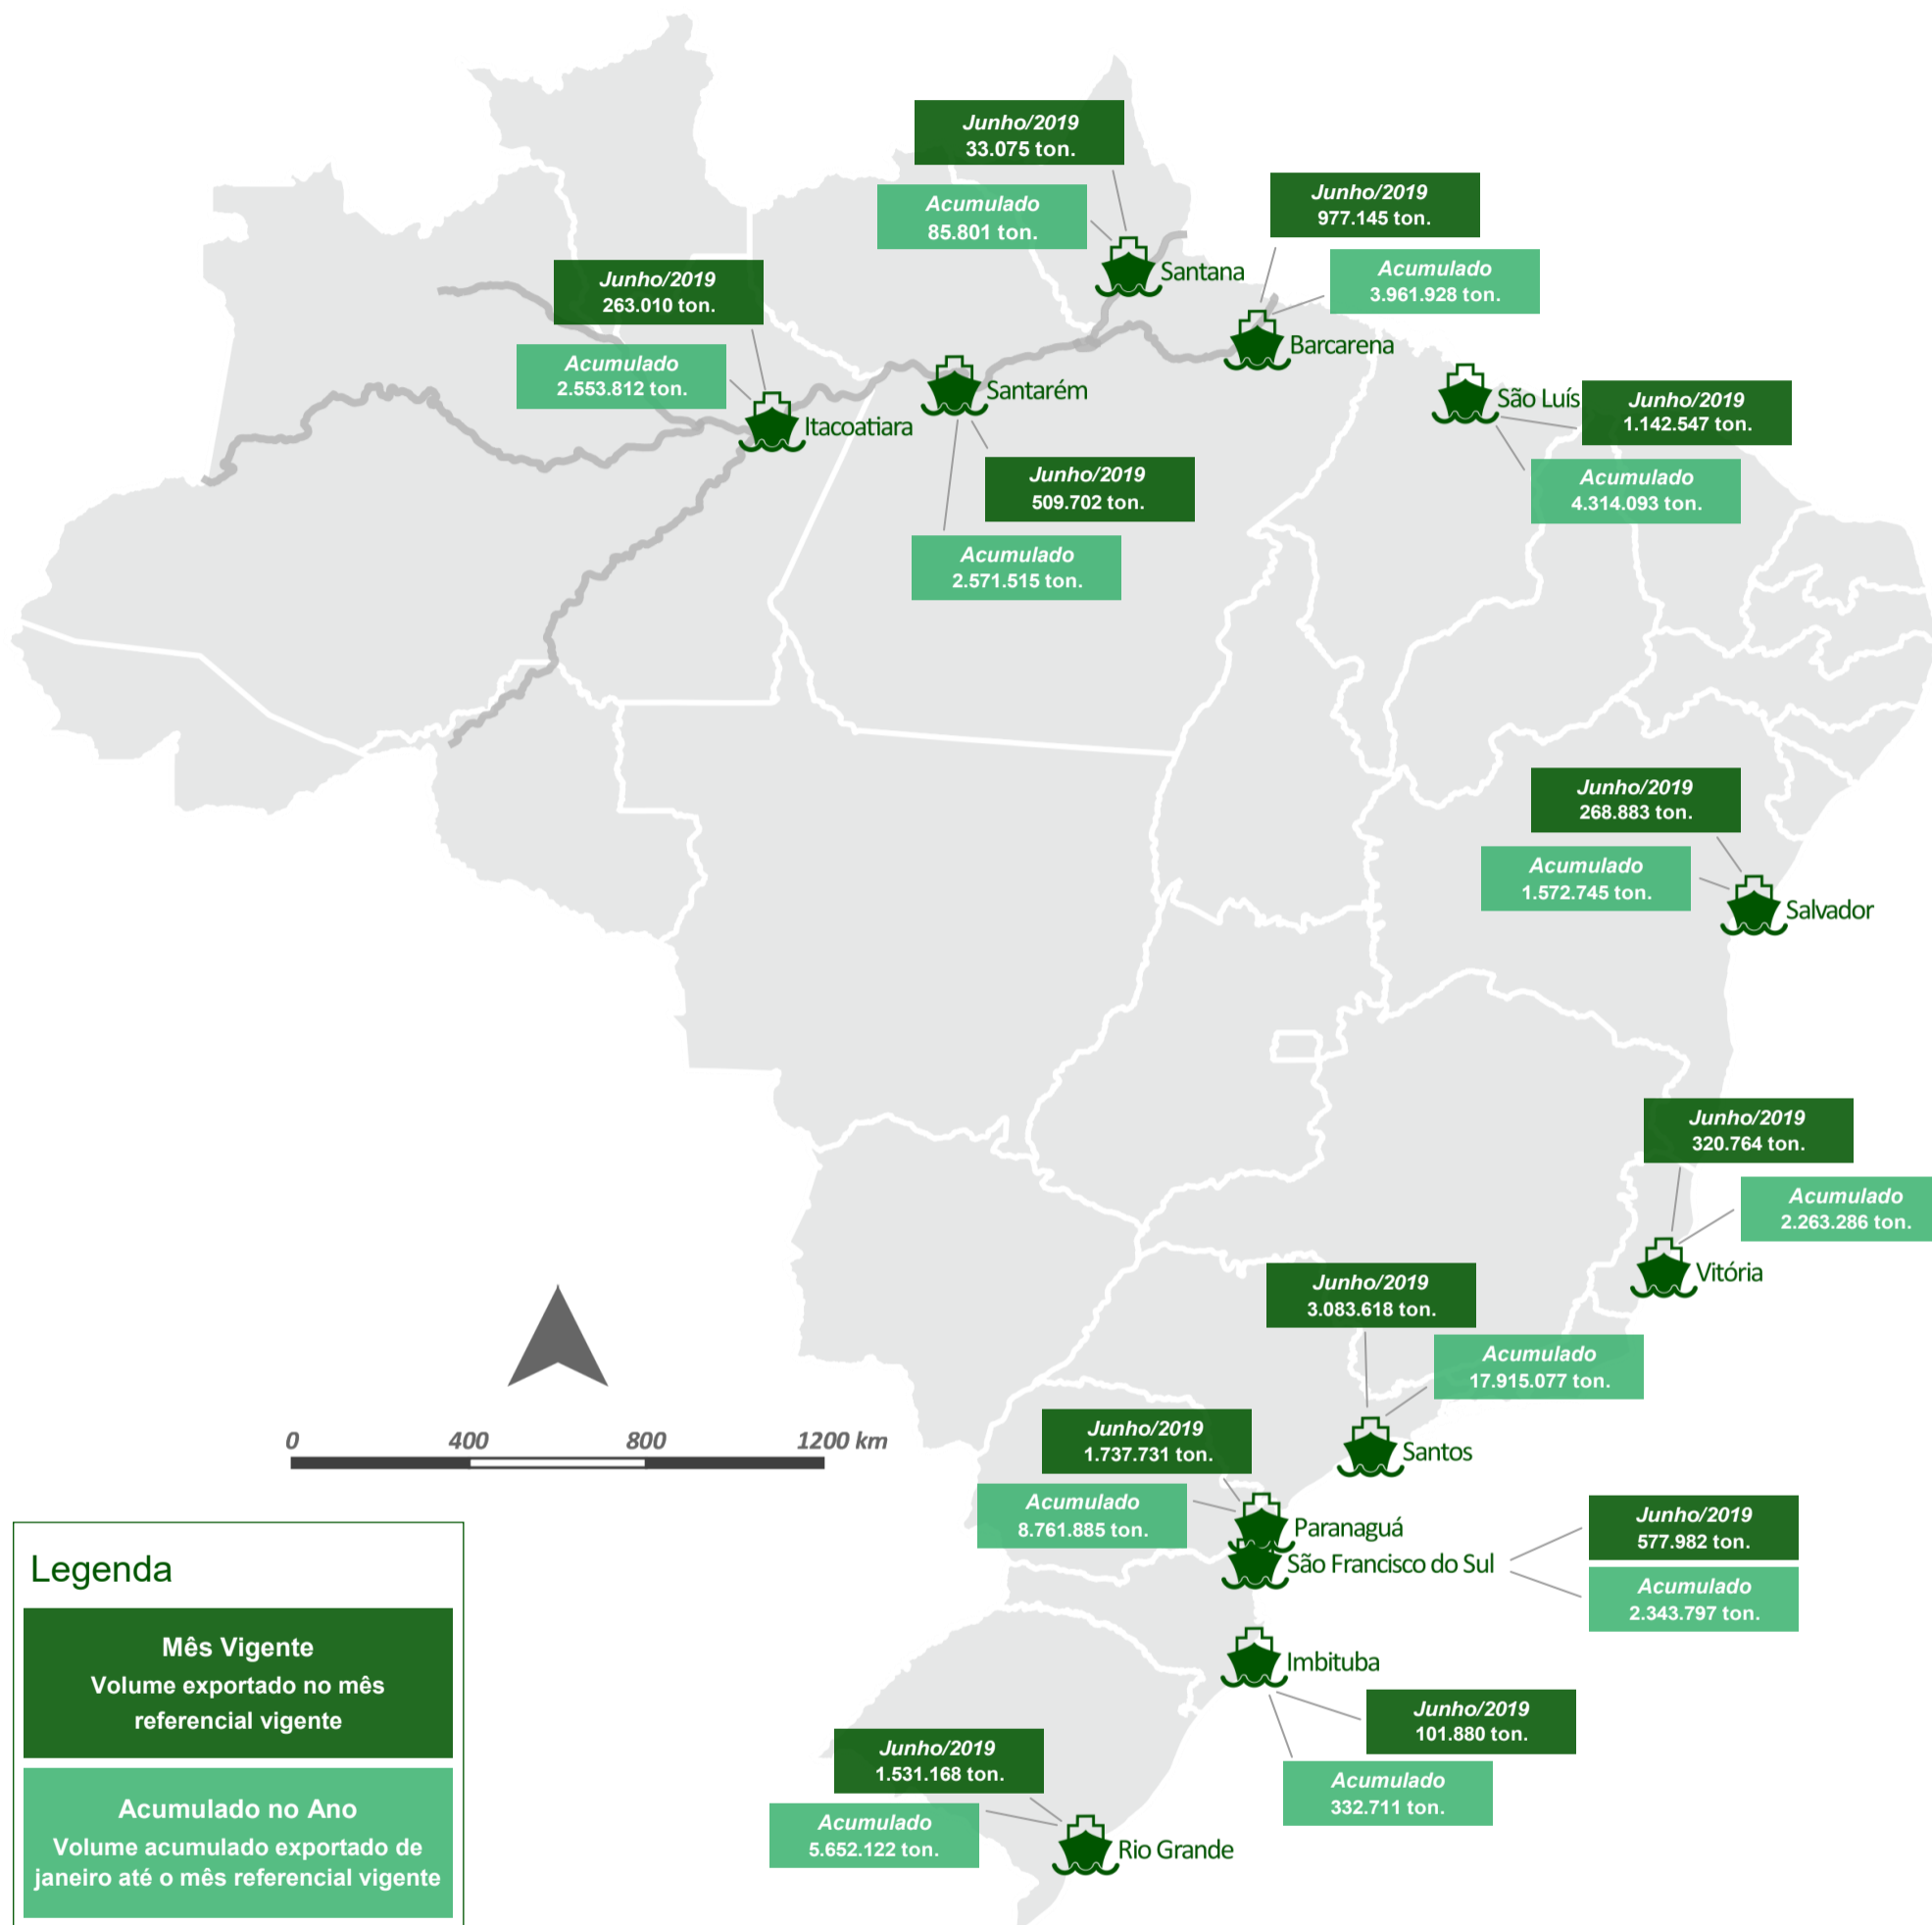 Junho/2019
33.075 ton.
Acumulado
85.801 ton.
Santana
Junho/2019
977.145 ton.
Acumulado
3.961.928 ton.
Barcarena
Junho/2019
263.010 ton.
Acumulado
2.553.812 ton.
Itacoatiara
Santarém
Junho/2019
509.702 ton.
Acumulado
2.571.515 ton.
São Luís
Junho/2019
1.142.547 ton.
Acumulado
4.314.093 ton.
Junho/2019
268.883 ton.
Acumulado
1.572.745 ton.
Salvador
Junho/2019
320.764 ton.
Acumulado
2.263.286 ton.
Vitória
Junho/2019
3.083.618 ton.
Acumulado
17.915.077 ton.
Santos
Junho/2019
1.737.731 ton.
Acumulado
8.761.885 ton.
Paranaguá
São Francisco do Sul
Junho/2019
577.982 ton.
Acumulado
2.343.797 ton.
Imbituba
Junho/2019
101.880 ton.
Acumulado
332.711 ton.
Junho/2019
1.531.168 ton.
Acumulado
5.652.122 ton.
Rio Grande
0 400 800 1200 km
Legenda
Mês Vigente
Volume exportado no mês
referencial vigente
Acumulado no Ano
Volume acumulado exportado de
janeiro até o mês referencial vigente